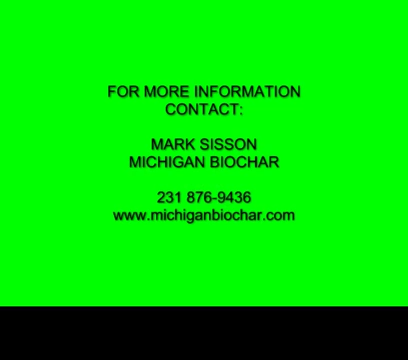 FOR MORE INFORMATION
CONTACT:
MARK SISSON
MICHIGAN BIOCHAR
231 876-9436
www.michiganbiochar.com